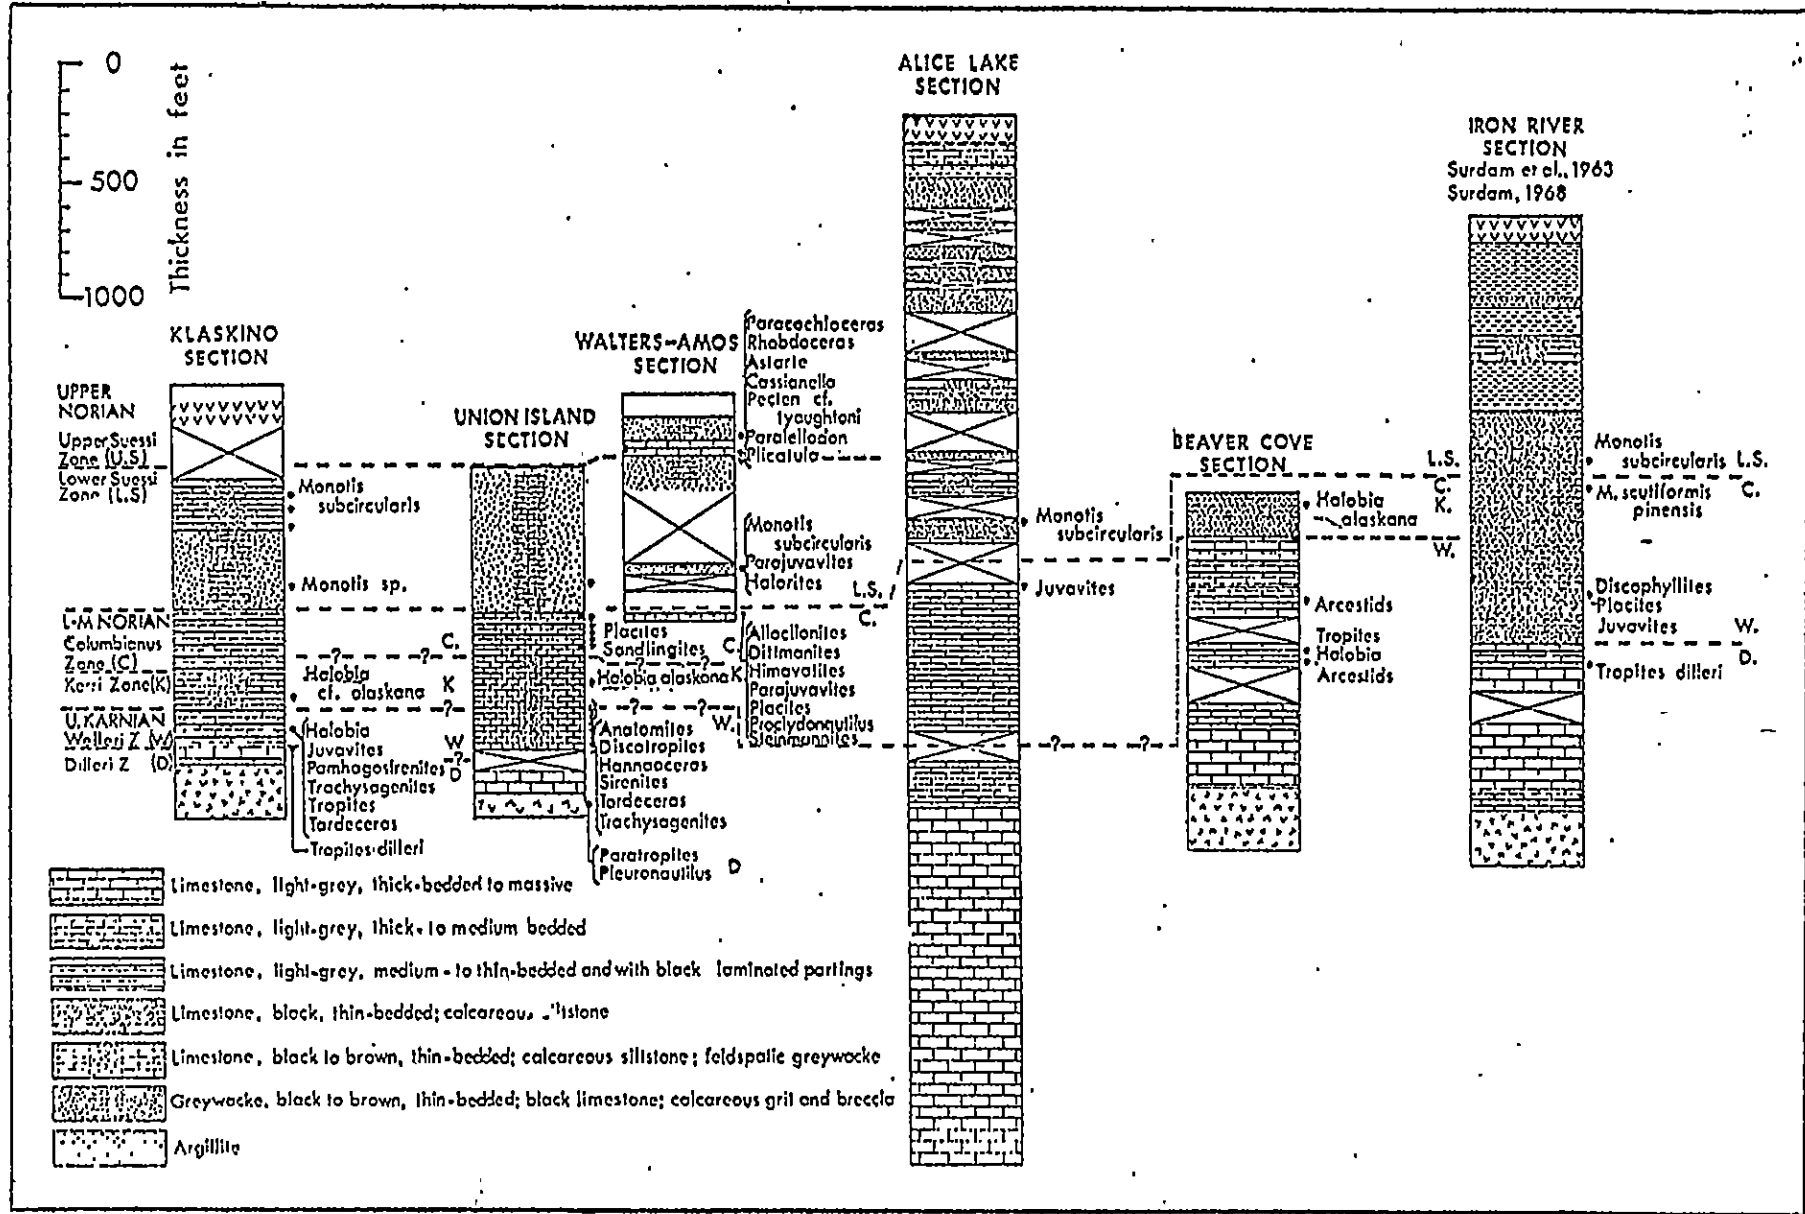 0
500
1000
Thickness in feet
KLASKINO
SECTION
UPPER
NORIAN
Upper Suessi
Zone (U.S)
Lower Suessi
Zone (L.S)
L-M NORIAN
Columbianus
Zone (C)
Kerri Zone (K)
U. KARNIAN
Welleri Z (W)
Dilleri Z (D)
Monotis
subcircularis
Monotis sp.
Halobia
cf. alaskana
K
?
?
?
C.
Halobia
Juvavites
Pamhagosirenites
Trachysagenites
Tropites
Tardeceras
Tropites dilleri
W
?
D
UNION ISLAND
SECTION
Placites
Sandlingites
C.
? ? ?
Halobia alaskana K
? ?
W.
Anatomites
Discotropites
Hannaoceras
Sirenites
Tardeceras
Trachysagenites
Paratropites
Pleuronautilus
D
WALTERS-AMOS
SECTION
Paracochloceras
Rhabdoceras
Astarte
Cassianella
Pecten cf.
tyaughtoni
Paralellodon
Plicatula
Monotis
subcircularis
Parajuvavites
Halorites
L.S.
C.
Alloclionites
Dittmanites
Himavatites
Parajuvavites
Placites
Proclydonautilus
Steinmannites
ALICE LAKE
SECTION
Monotis
subcircularis
Juvavites
? ?
BEAVER COVE
SECTION
L.S.
C.
K.
W.
Halobia
alaskana
Arcestids
Tropites
Halobia
Arcestids
IRON RIVER
SECTION
Surdam et al., 1963
Surdam, 1968
Monotis
subcircularis L.S.
M. scutiformis C.
pinensis
Discophyllites
Placites
Juvavites
W.
D.
Tropites dilleri
Limestone, light-grey, thick-bedded to massive
Limestone, light-grey, thick- to medium bedded
Limestone, light-grey, medium- to thin-bedded and with black laminated partings
Limestone, black, thin-bedded; calcareous
Limestone, black to brown, thin-bedded; calcareous siltstone; feldspatic greywacke
Greywacke, black to brown, thin-bedded; black limestone; calcareous grit and breccia
Argillite